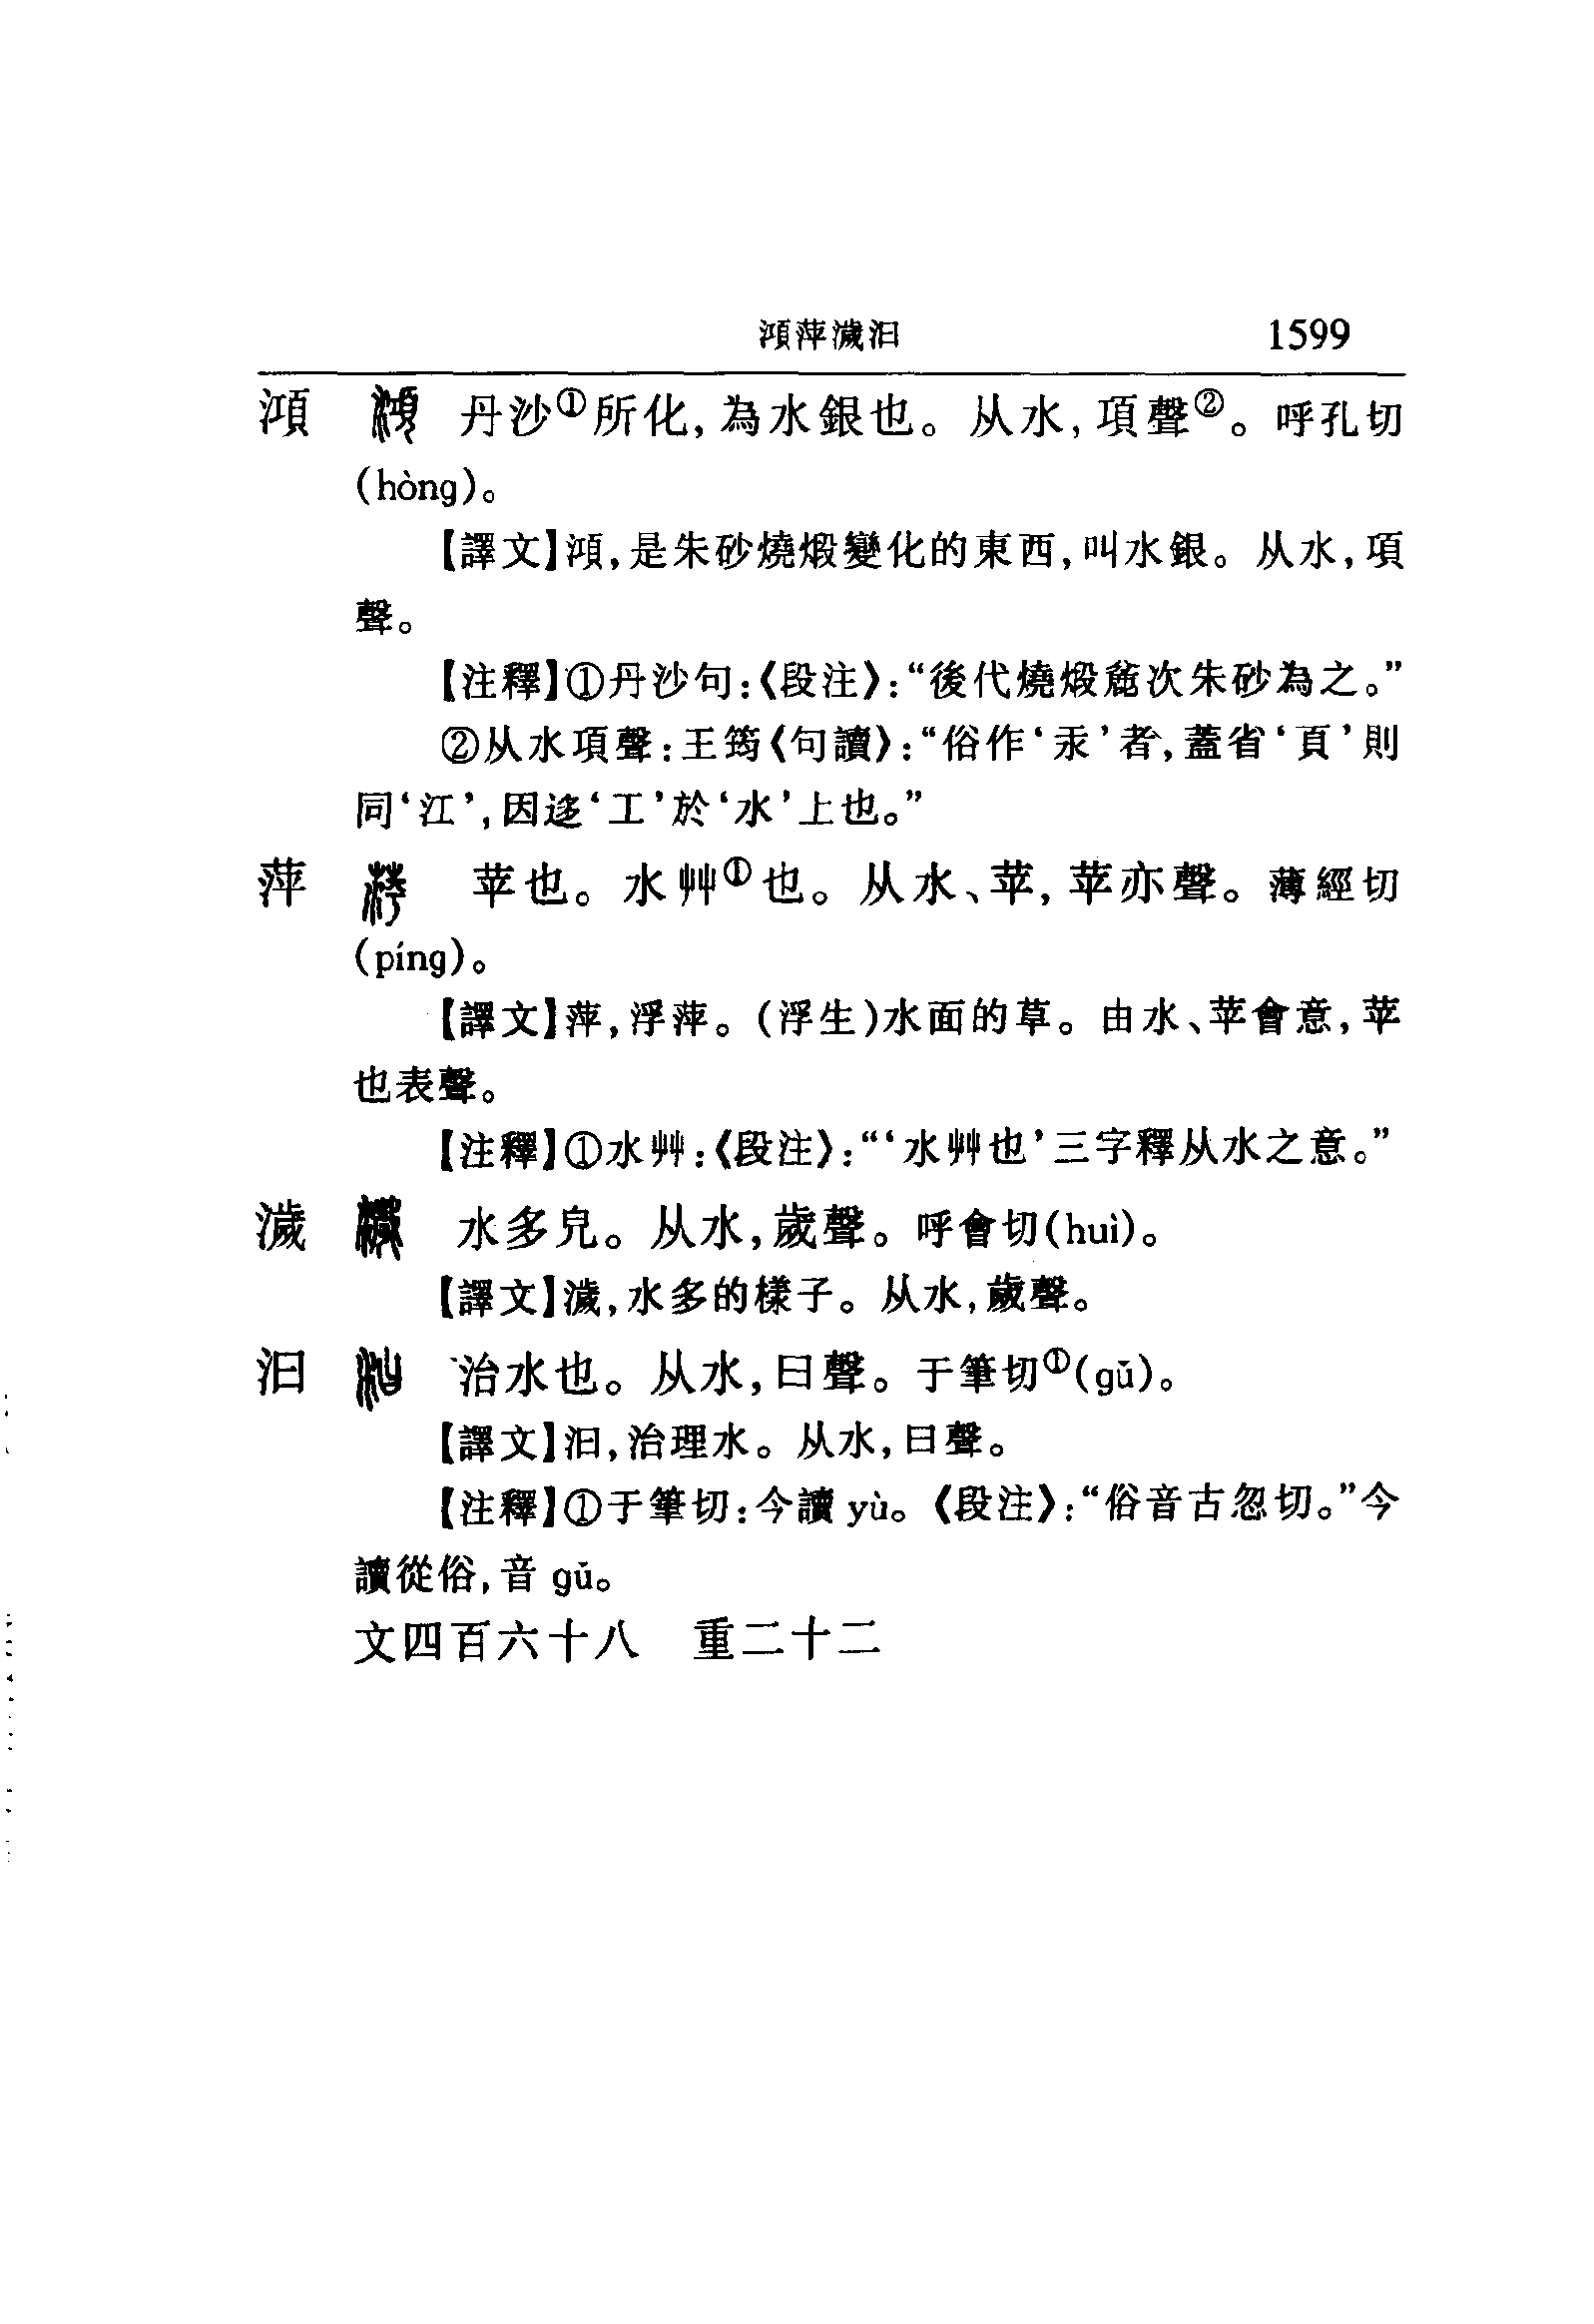 澒萍濊汩 1599
澒 丹沙①所化,為水銀也。从水,項聲②。呼孔切
(hòng)。
【譯文】澒,是朱砂燒煅變化的東西,叫水銀。从水,項
聲。
【注釋】①丹沙句:《段注》:“後代燒煅麤次朱砂為之。”
②从水項聲:王筠《句讀》:“俗作‘汞’者,蓋省‘頁’則
同‘江’,因迻‘工’於‘水’上也。”
萍 苹也。水艸①也。从水、苹,苹亦聲。薄經切
(píng)。
【譯文】萍,浮萍。(浮生)水面的草。由水、苹會意,苹
也表聲。
【注釋】①水艸:《段注》:“‘水艸也’三字釋从水之意。”
濊 水多皃。从水,歲聲。呼會切(huì)。
【譯文】濊,水多的樣子。从水,歲聲。
汩 治水也。从水,曰聲。于筆切①(gǔ)。
【譯文】汩,治理水。从水,曰聲。
【注釋】①于筆切:今讀yù。《段注》:“俗音古忽切。”今
讀從俗,音gǔ。
文四百六十八 重二十二